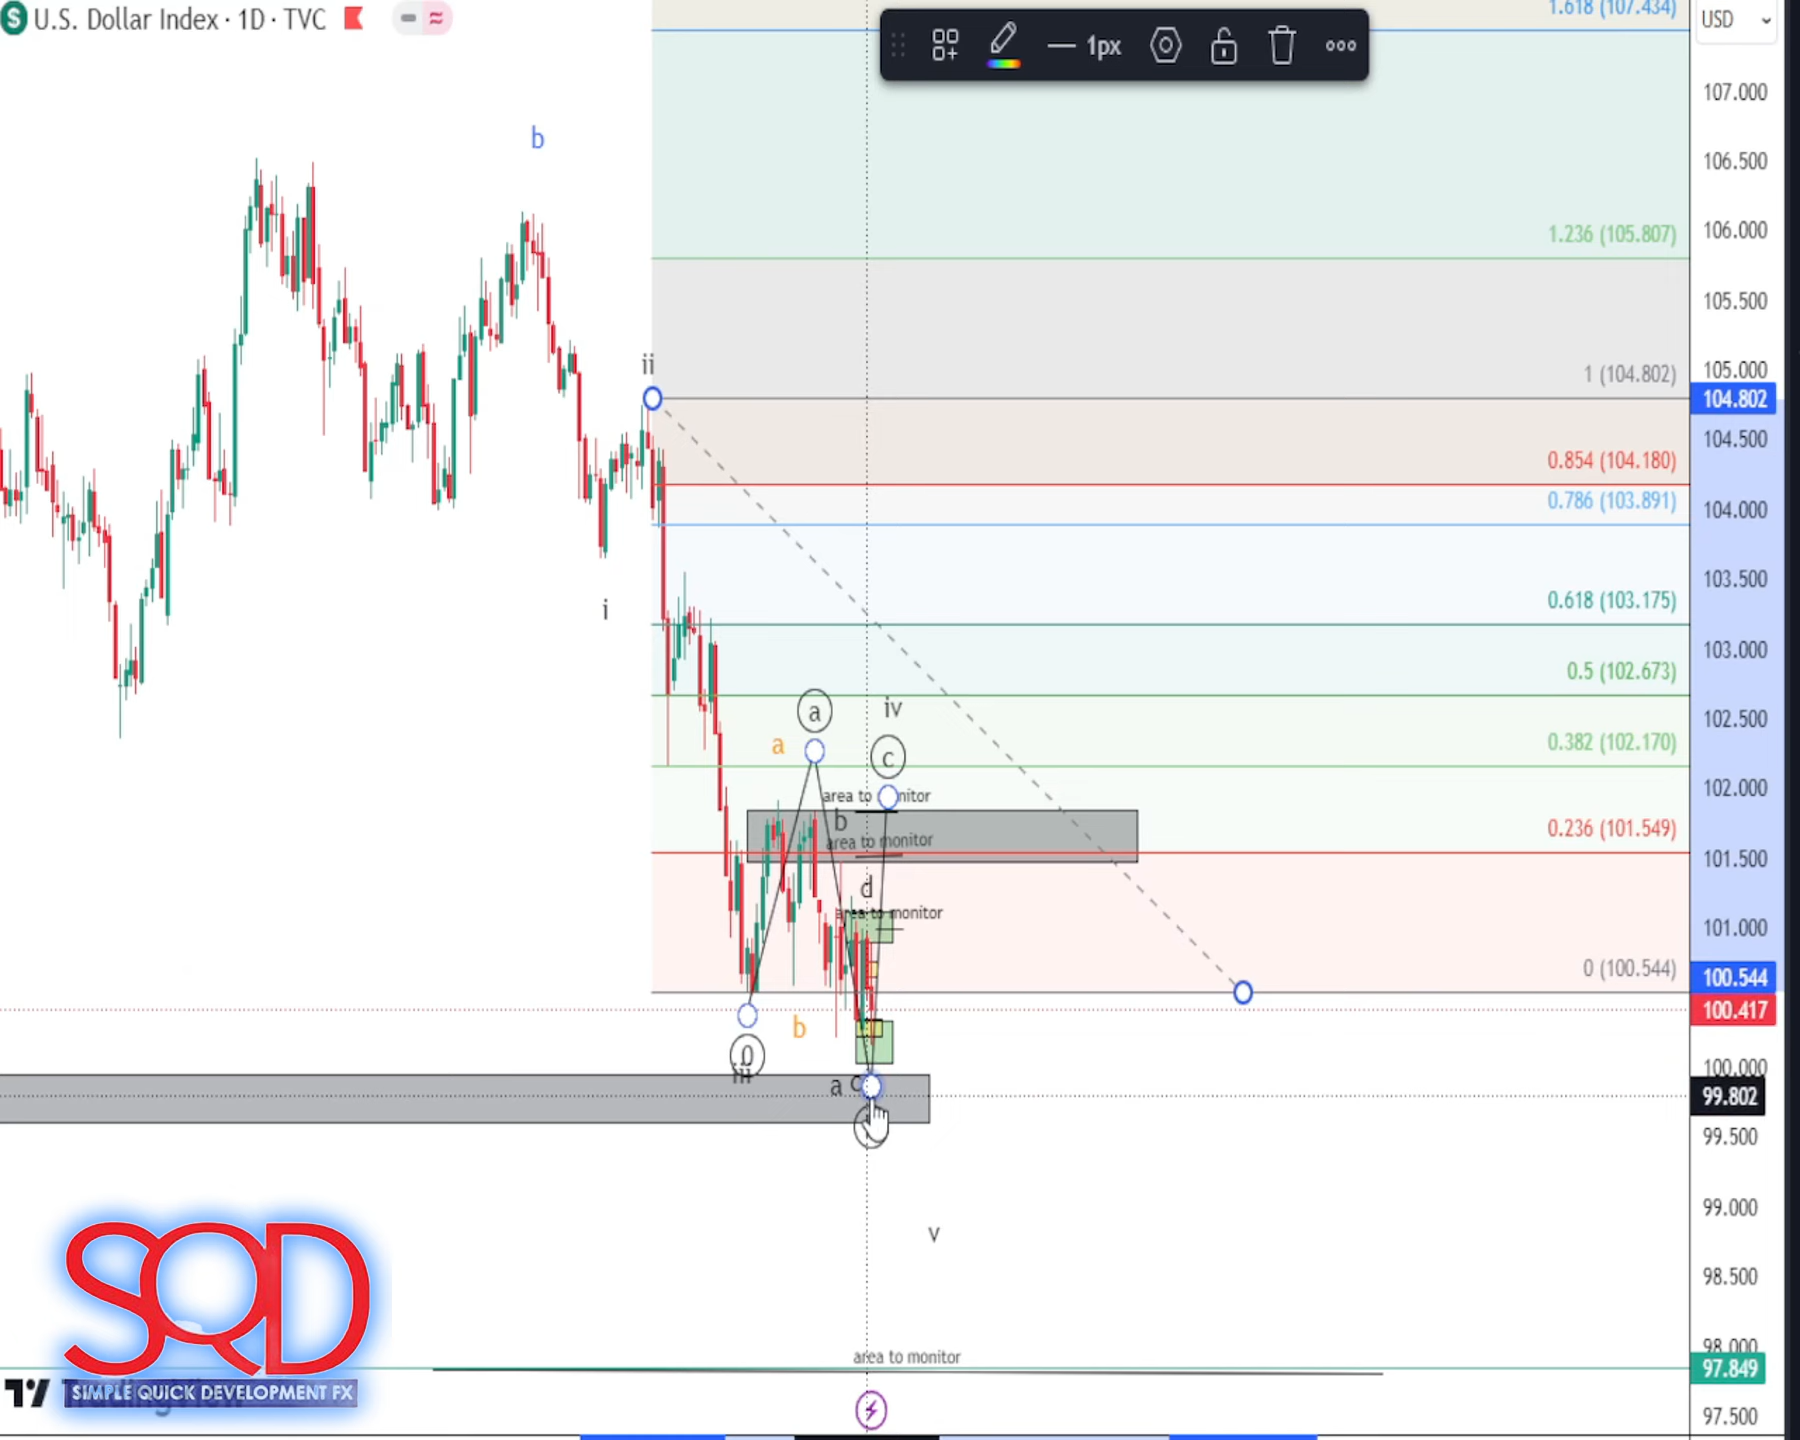 U.S. Dollar Index · 1D · TVC
1px
USD
1.618 (107.434)
107.000
106.500
b
1.236 (105.807)
106.000
105.500
ii
1 (104.802)
105.000
104.802
0.854 (104.180)
104.500
0.786 (103.891)
104.000
103.500
i
0.618 (103.175)
103.000
0.5 (102.673)
a
iv
102.500
a
0.382 (102.170)
c
area to monitor
102.000
b
0.236 (101.549)
area to monitor
101.500
d
area to monitor
101.000
0 (100.544)
100.544
100.417
b
0
iii
100.000
a c
99.802
99.500
99.000
v
98.500
SQD
98.000
area to monitor
97.849
SIMPLE QUICK DEVELOPMENT FX
97.500